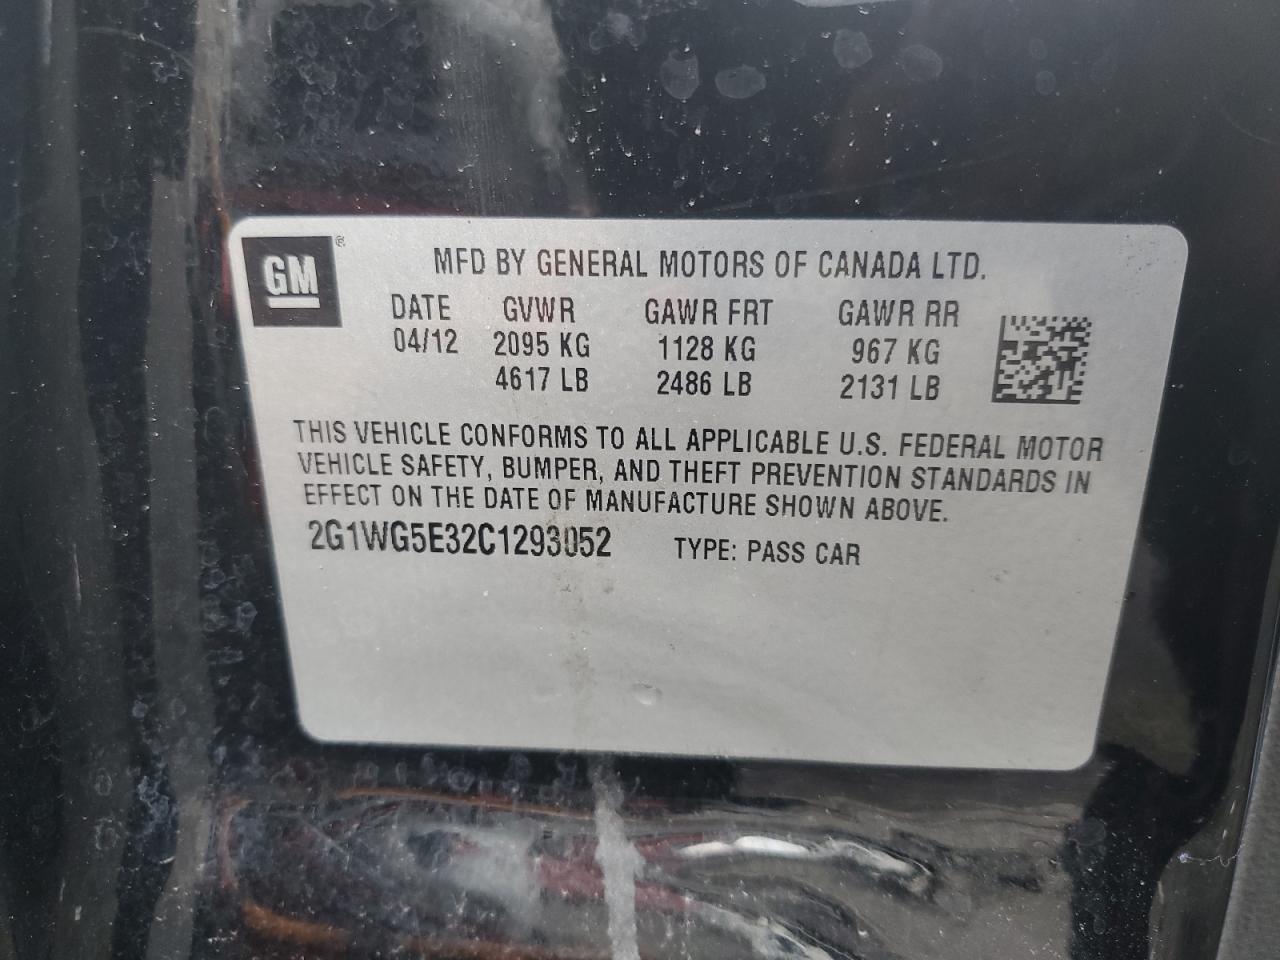 GM ®
MFD BY GENERAL MOTORS OF CANADA LTD.
DATE GVWR GAWR FRT GAWR RR
04/12 2095 KG 1128 KG 967 KG
4617 LB 2486 LB 2131 LB
THIS VEHICLE CONFORMS TO ALL APPLICABLE U.S. FEDERAL MOTOR
VEHICLE SAFETY, BUMPER, AND THEFT PREVENTION STANDARDS IN
EFFECT ON THE DATE OF MANUFACTURE SHOWN ABOVE.
2G1WG5E32C1293052 TYPE: PASS CAR